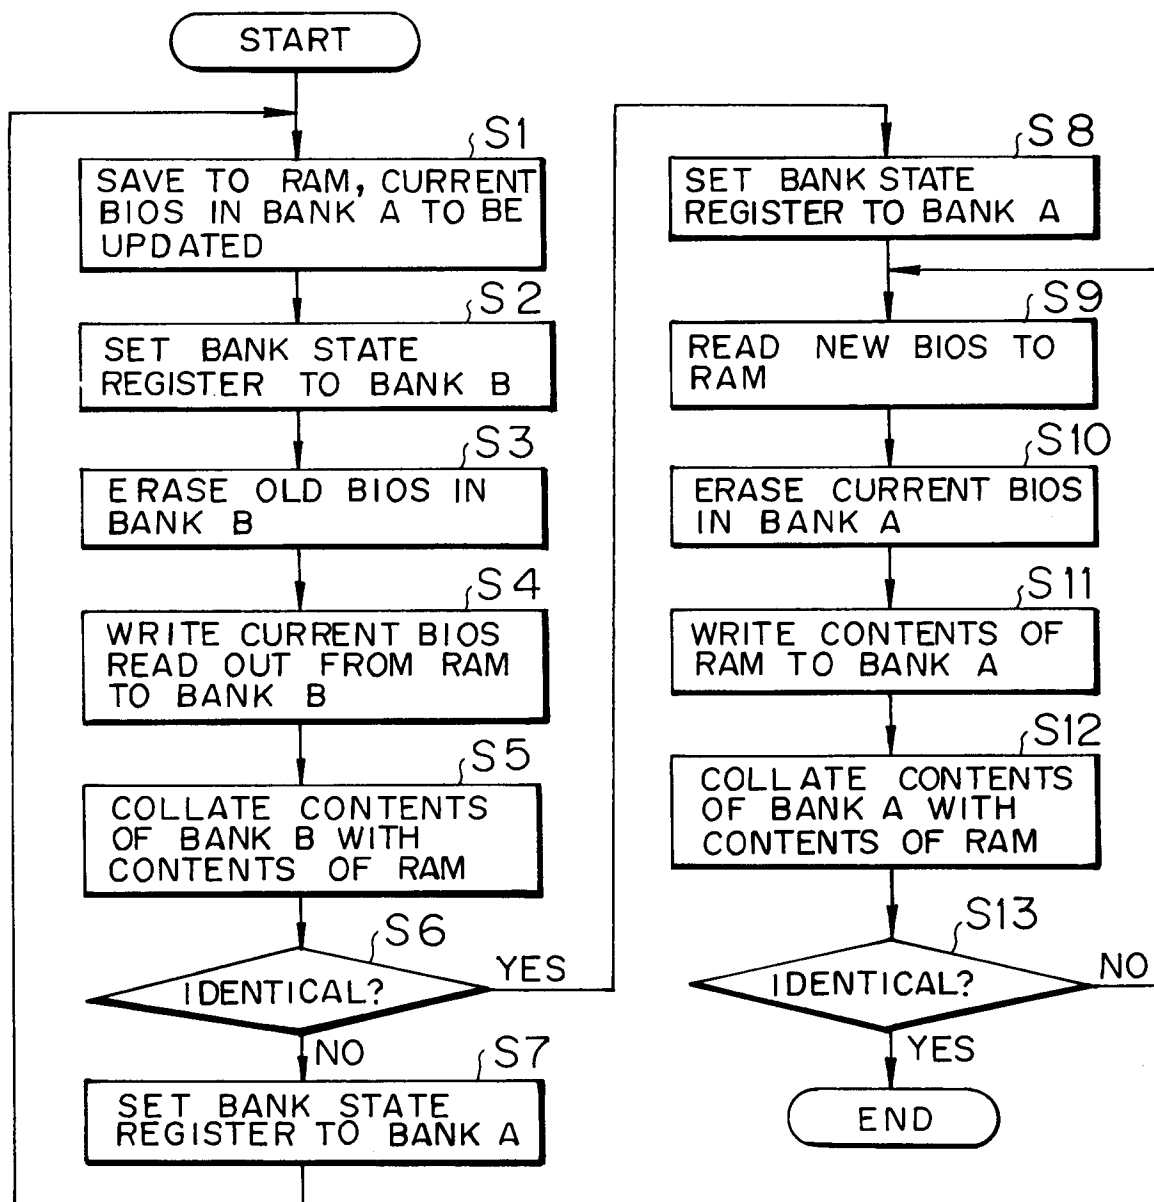 START
S1
SAVE TO RAM, CURRENT
BIOS IN BANK A TO BE
UPDATED
S2
SET BANK STATE
REGISTER TO BANK B
S3
ERASE OLD BIOS IN
BANK B
S4
WRITE CURRENT BIOS
READ OUT FROM RAM
TO BANK B
S5
COLLATE CONTENTS
OF BANK B WITH
CONTENTS OF RAM
S6
IDENTICAL?
YES
NO
S7
SET BANK STATE
REGISTER TO BANK A
S8
SET BANK STATE
REGISTER TO BANK A
S9
READ NEW BIOS TO
RAM
S10
ERASE CURRENT BIOS
IN BANK A
S11
WRITE CONTENTS OF
RAM TO BANK A
S12
COLLATE CONTENTS
OF BANK A WITH
CONTENTS OF RAM
S13
IDENTICAL?
NO
YES
END